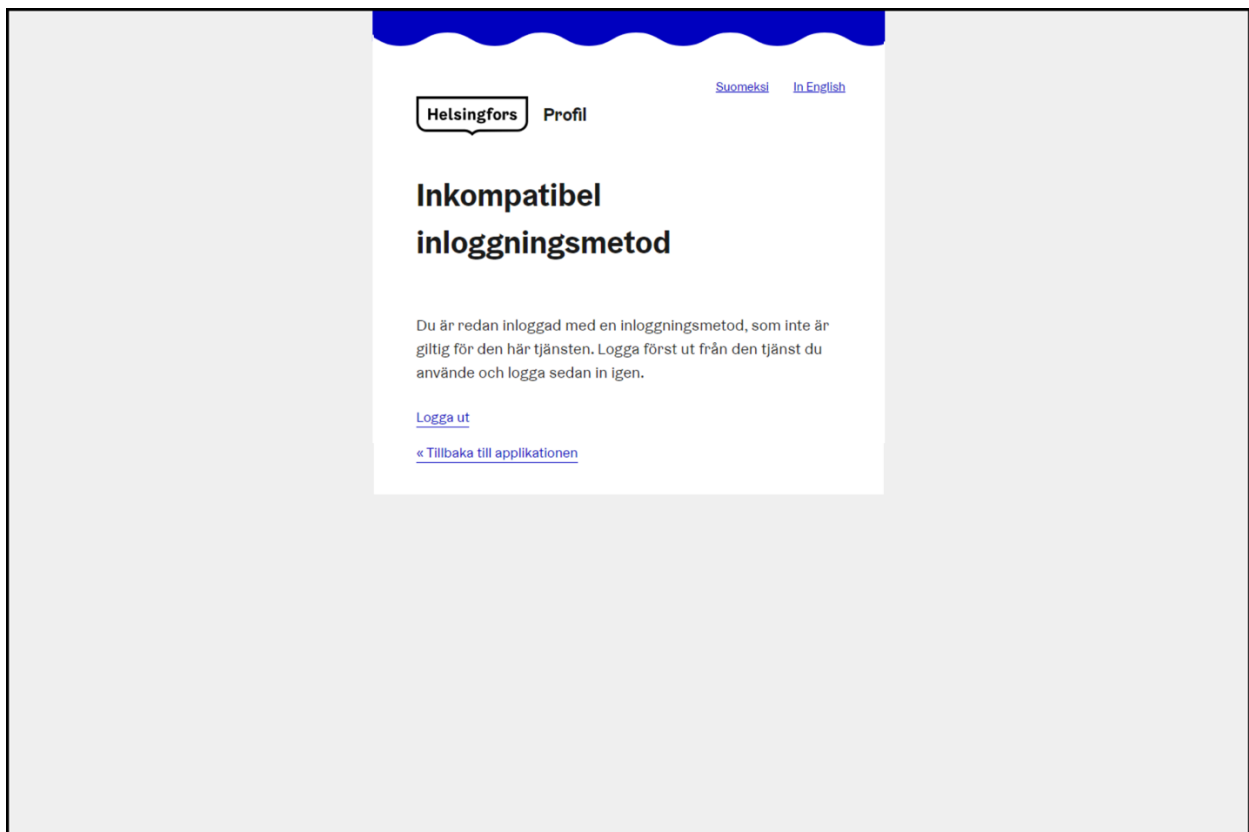 Suomeksi In English
Helsingfors Profil
Inkompatibel
inloggningsmetod
Du är redan inloggad med en inloggningsmetod, som inte är
giltig för den här tjänsten. Logga först ut från den tjänst du
använde och logga sedan in igen.
Logga ut
« Tillbaka till applikationen